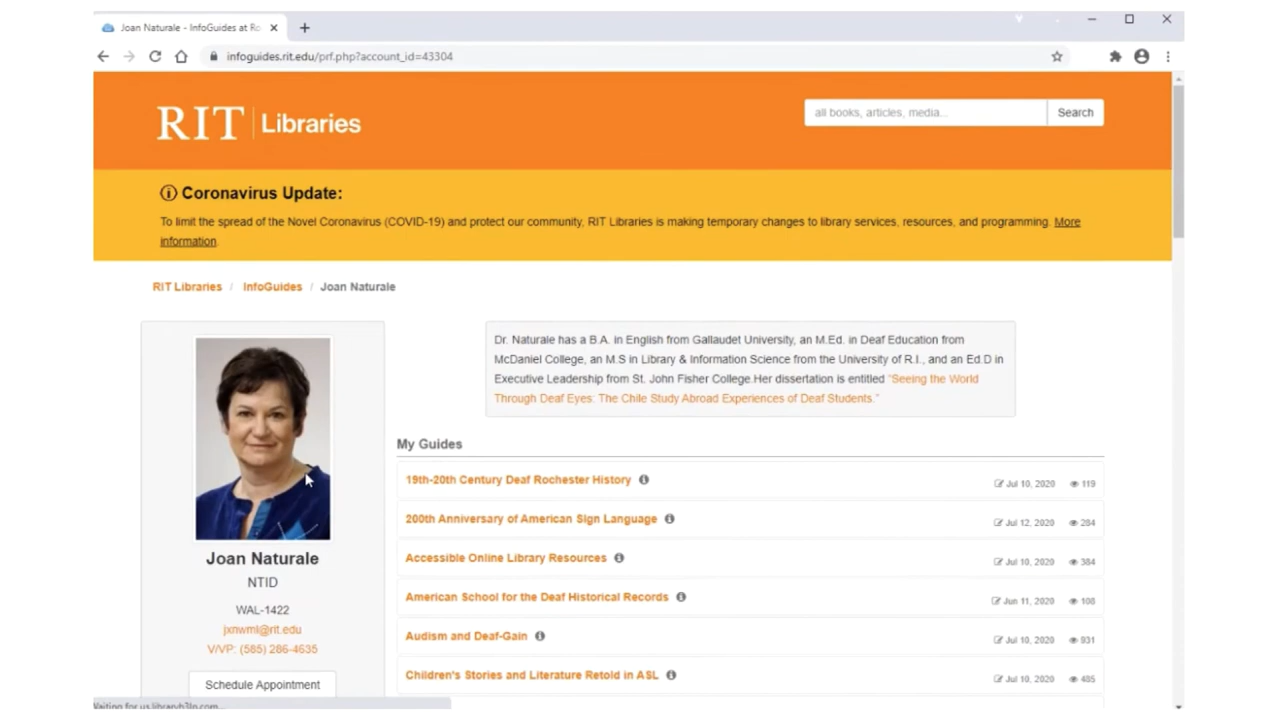 Joan Naturale - InfoGuides at Ro
infoguides.rit.edu/prf.php?account_id=43304
RIT Libraries
all books, articles, media...
Search
Coronavirus Update:
To limit the spread of the Novel Coronavirus (COVID-19) and protect our community, RIT Libraries is making temporary changes to library services, resources, and programming. More
information.
RIT Libraries / InfoGuides / Joan Naturale
Dr. Naturale has a B.A. in English from Gallaudet University, an M.Ed. in Deaf Education from
McDaniel College, an M.S in Library & Information Science from the University of R.I., and an Ed.D in
Executive Leadership from St. John Fisher College.Her dissertation is entitled "Seeing the World
Through Deaf Eyes: The Chile Study Abroad Experiences of Deaf Students."
Joan Naturale
NTID
WAL-1422
jxnwml@rit.edu
V/VP: (585) 286-4635
Schedule Appointment
My Guides
19th-20th Century Deaf Rochester History Jul 10, 2020 119
200th Anniversary of American Sign Language Jul 12, 2020 284
Accessible Online Library Resources Jul 10, 2020 384
American School for the Deaf Historical Records Jun 11, 2020 108
Audism and Deaf-Gain Jul 10, 2020 931
Children's Stories and Literature Retold in ASL Jul 10, 2020 485
Waiting for us.libraryh3lp.com...